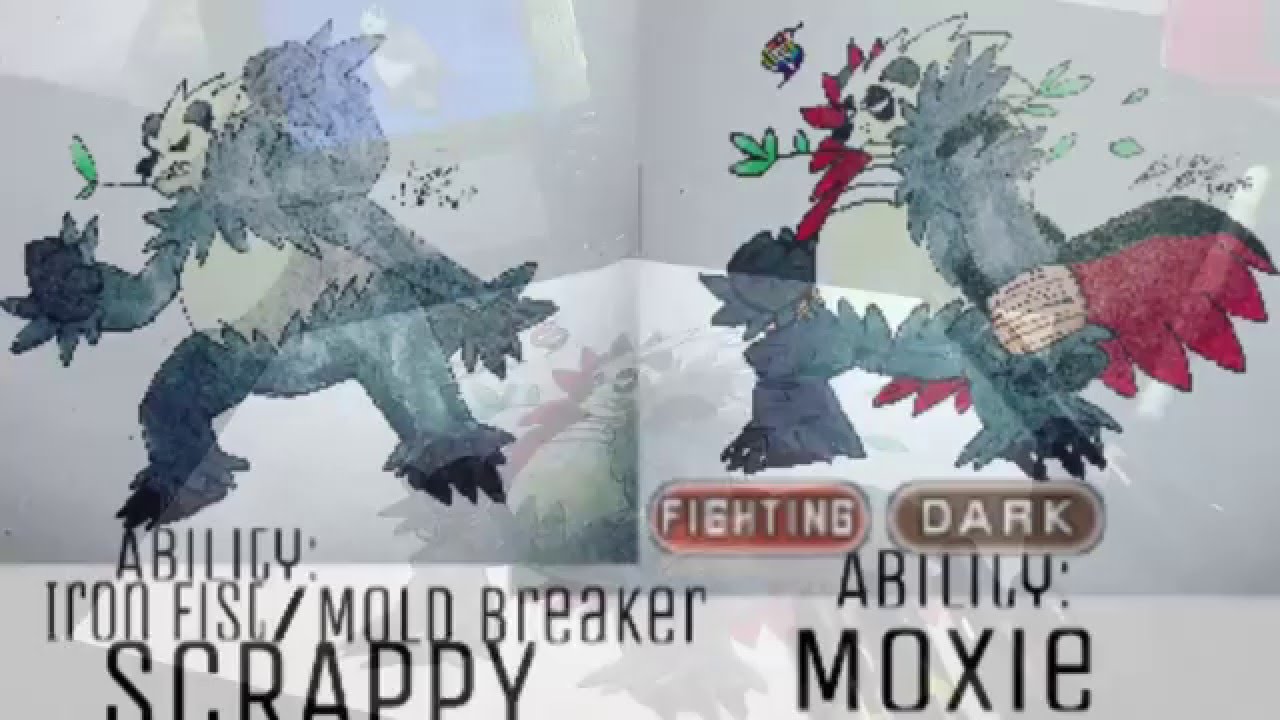 FIGHTING
DARK
ABILITY:
Iron Fist/Mold Breaker
SCRAPPY
ABILITY:
MOXIE